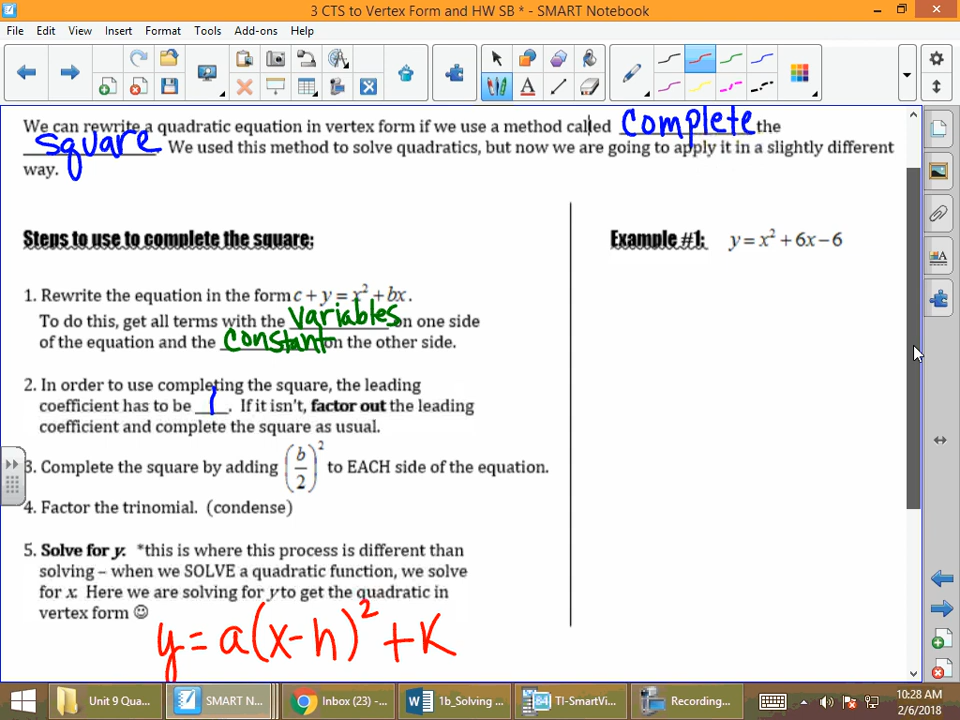 3 CTS to Vertex Form and HW SB * - SMART Notebook
File Edit View Insert Format Tools Add-ons Help
We can rewrite a quadratic equation in vertex form if we use a method called complete the
square. We used this method to solve quadratics, but now we are going to apply it in a slightly different
way.
Steps to use to complete the square:
Example #1: y = x² + 6x − 6
1. Rewrite the equation in the form c + y = x² + bx.
To do this, get all terms with the variables on one side
of the equation and the constant on the other side.
2. In order to use completing the square, the leading
coefficient has to be 1. If it isn't, factor out the leading
coefficient and complete the square as usual.
3. Complete the square by adding (b/2)² to EACH side of the equation.
4. Factor the trinomial. (condense)
5. Solve for y. *this is where this process is different than
solving – when we SOLVE a quadratic function, we solve
for x. Here we are solving for y to get the quadratic in
vertex form ☺
y = a(x-h)² + K
Unit 9 Qua... SMART Not... Inbox (23) -... 1b_Solving ... TI-SmartVi... Recording... 10:28 AM
2/6/2018